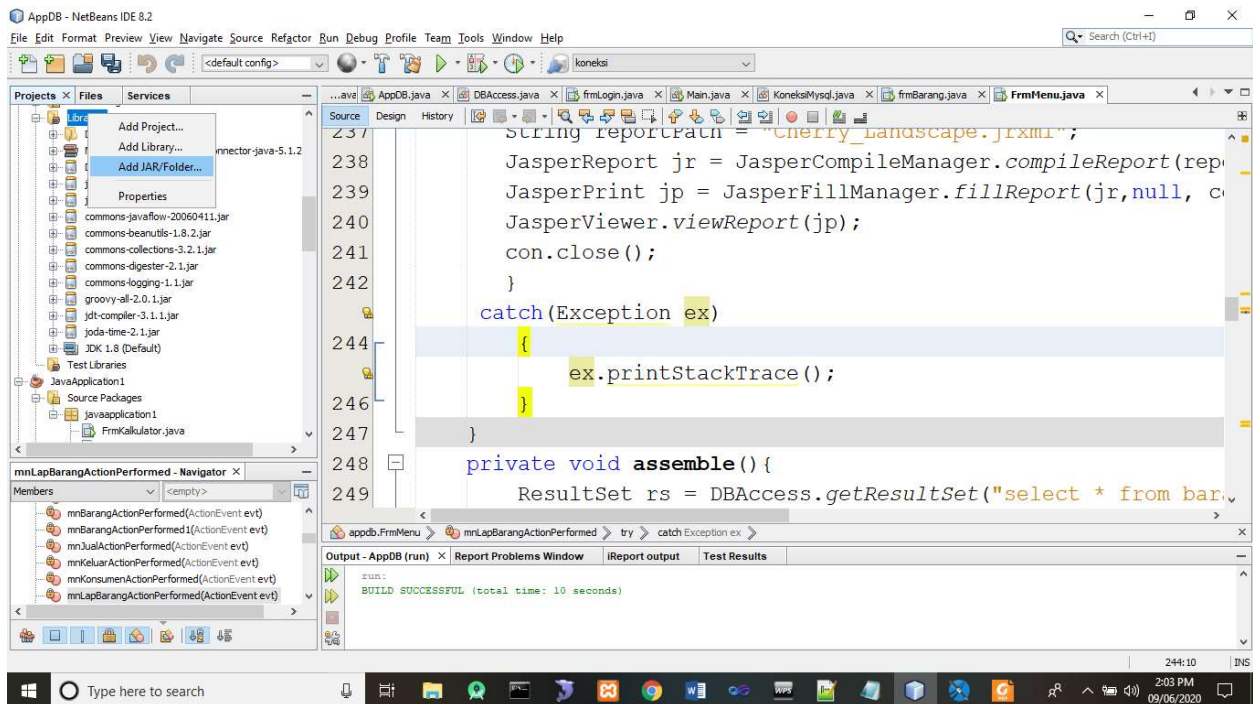 AppDB - NetBeans IDE 8.2
File Edit Format Preview View Navigate Source Refactor Run Debug Profile Team Tools Window Help
Search (Ctrl+I)
<default config>
koneksi
Projects Files Services
...ava AppDB.java DBAccess.java frmLogin.java Main.java KoneksiMysql.java frmBarang.java FrmMenu.java
Source Design History
Add Project...
Add Library...
Add JAR/Folder...
Properties
nnector-java-5.1.2
commons-javaflow-20060411.jar
commons-beanutils-1.8.2.jar
commons-collections-3.2.1.jar
commons-digester-2.1.jar
commons-logging-1.1.jar
groovy-all-2.0.1.jar
jdt-compiler-3.1.1.jar
joda-time-2.1.jar
JDK 1.8 (Default)
Test Libraries
JavaApplication1
Source Packages
javaapplication1
FrmKalkulator.java
237 String reportPath = "Cherry_Landscape.jrxml";
238 JasperReport jr = JasperCompileManager.compileReport(rep
239 JasperPrint jp = JasperFillManager.fillReport(jr,null, c
240 JasperViewer.viewReport(jp);
241 con.close();
242 }
catch(Exception ex)
244 {
ex.printStackTrace();
246 }
247 }
248 private void assemble(){
249 ResultSet rs = DBAccess.getResultSet("select * from bar
appdb.FrmMenu mnLapBarangActionPerformed try catch Exception ex
mnLapBarangActionPerformed - Navigator
Members <empty>
mnBarangActionPerformed(ActionEvent evt)
mnBarangActionPerformed1(ActionEvent evt)
mnJualActionPerformed(ActionEvent evt)
mnKeluarActionPerformed(ActionEvent evt)
mnKonsumenActionPerformed(ActionEvent evt)
mnLapBarangActionPerformed(ActionEvent evt)
Output - AppDB (run) Report Problems Window iReport output Test Results
run:
BUILD SUCCESSFUL (total time: 10 seconds)
244:10 INS
Type here to search
WPS
2:03 PM
09/06/2020